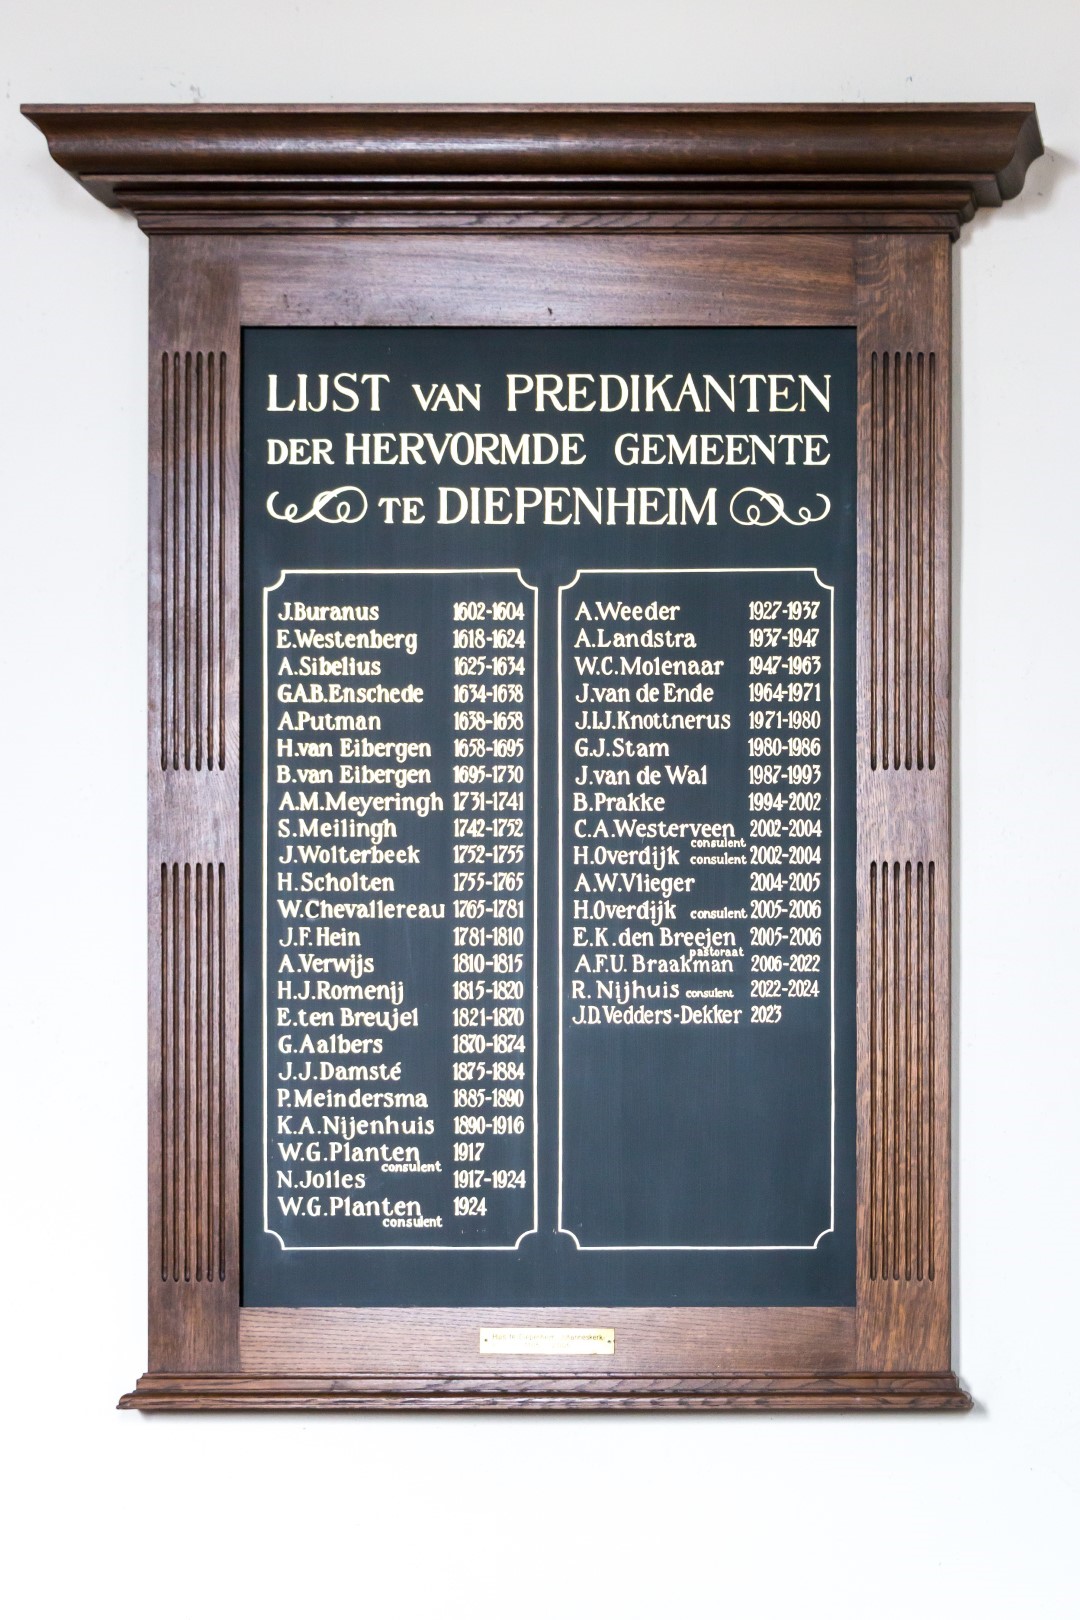 LIJST VAN PREDIKANTEN
DER HERVORMDE GEMEENTE
TE DIEPENHEIM
J.Buranus 1602-1604
E.Westenberg 1618-1624
A.Sibelius 1625-1634
G.A.B.Enschede 1634-1638
A.Putman 1638-1658
H.van Eibergen 1658-1695
B.van Eibergen 1695-1730
A.M.Meyeringh 1731-1741
S.Meilingh 1742-1752
J.Wolterbeek 1752-1755
H.Scholten 1755-1765
W.Chevallereau 1765-1781
J.F.Hein 1781-1810
A.Verwijs 1810-1815
H.J.Romenij 1815-1820
E.ten Breujel 1821-1870
G.Aalbers 1870-1874
J.J.Damsté 1875-1884
P.Meindersma 1885-1890
K.A.Nijenhuis 1890-1916
W.G.Planten 1917
consulent
N.Jolles 1917-1924
W.G.Planten 1924
consulent
A.Weeder 1927-1937
A.Landstra 1937-1947
W.C.Molenaar 1947-1963
J.van de Ende 1964-1971
J.IJ.Knottnerus 1971-1980
G.J.Stam 1980-1986
J.van de Wal 1987-1993
B.Prakke 1994-2002
C.A.Westerveen 2002-2004
consulent
H.Overdijk consulent 2002-2004
A.W.Vlieger 2004-2005
H.Overdijk consulent 2005-2006
E.K.den Breejen 2005-2006
pastoraat
A.F.U. Braakman 2006-2022
R. Nijhuis consulent 2022-2024
J.D.Vedders-Dekker 2023